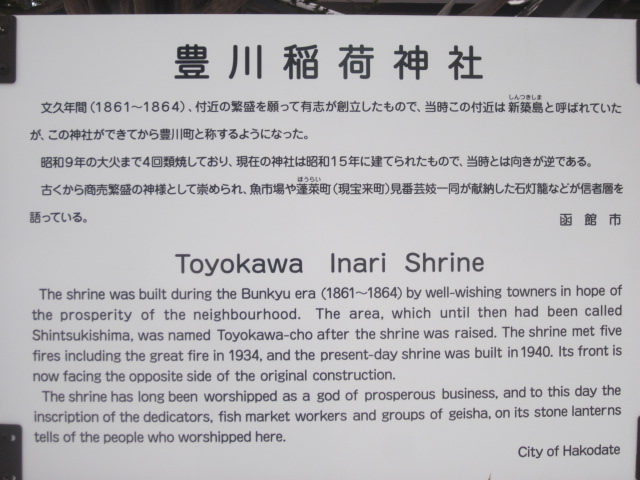 豊川稲荷神社
しんつきしま
文久年間(1861~1864)、付近の繁盛を願って有志が創立したもので、当時この付近は新築島と呼ばれていた
が、この神社ができてから豊川町と称するようになった。
昭和9年の大火まで4回類焼しており、現在の神社は昭和15年に建てられたもので、当時とは向きが逆である。
ほうらい
古くから商売繁盛の神様として崇められ、魚市場や蓬萊町(現宝来町)見番芸妓一同が献納した石灯籠などが信者層を
語っている。
函館市
Toyokawa Inari Shrine
The shrine was built during the Bunkyu era (1861~1864) by well-wishing towners in hope of
the prosperity of the neighbourhood. The area, which until then had been called
Shintsukishima, was named Toyokawa-cho after the shrine was raised. The shrine met five
fires including the great fire in 1934, and the present-day shrine was built in 1940. Its front is
now facing the opposite side of the original construction.
The shrine has long been worshipped as a god of prosperous business, and to this day the
inscription of the dedicators, fish market workers and groups of geisha, on its stone lanterns
tells of the people who worshipped here.
City of Hakodate